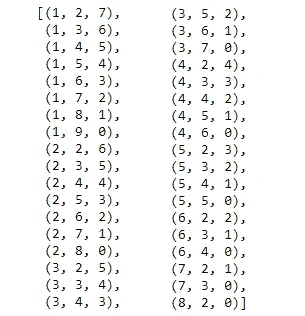 [(1, 2, 7),
(1, 3, 6),
(1, 4, 5),
(1, 5, 4),
(1, 6, 3),
(1, 7, 2),
(1, 8, 1),
(1, 9, 0),
(2, 2, 6),
(2, 3, 5),
(2, 4, 4),
(2, 5, 3),
(2, 6, 2),
(2, 7, 1),
(2, 8, 0),
(3, 2, 5),
(3, 3, 4),
(3, 4, 3),
(3, 5, 2),
(3, 6, 1),
(3, 7, 0),
(4, 2, 4),
(4, 3, 3),
(4, 4, 2),
(4, 5, 1),
(4, 6, 0),
(5, 2, 3),
(5, 3, 2),
(5, 4, 1),
(5, 5, 0),
(6, 2, 2),
(6, 3, 1),
(6, 4, 0),
(7, 2, 1),
(7, 3, 0),
(8, 2, 0)]